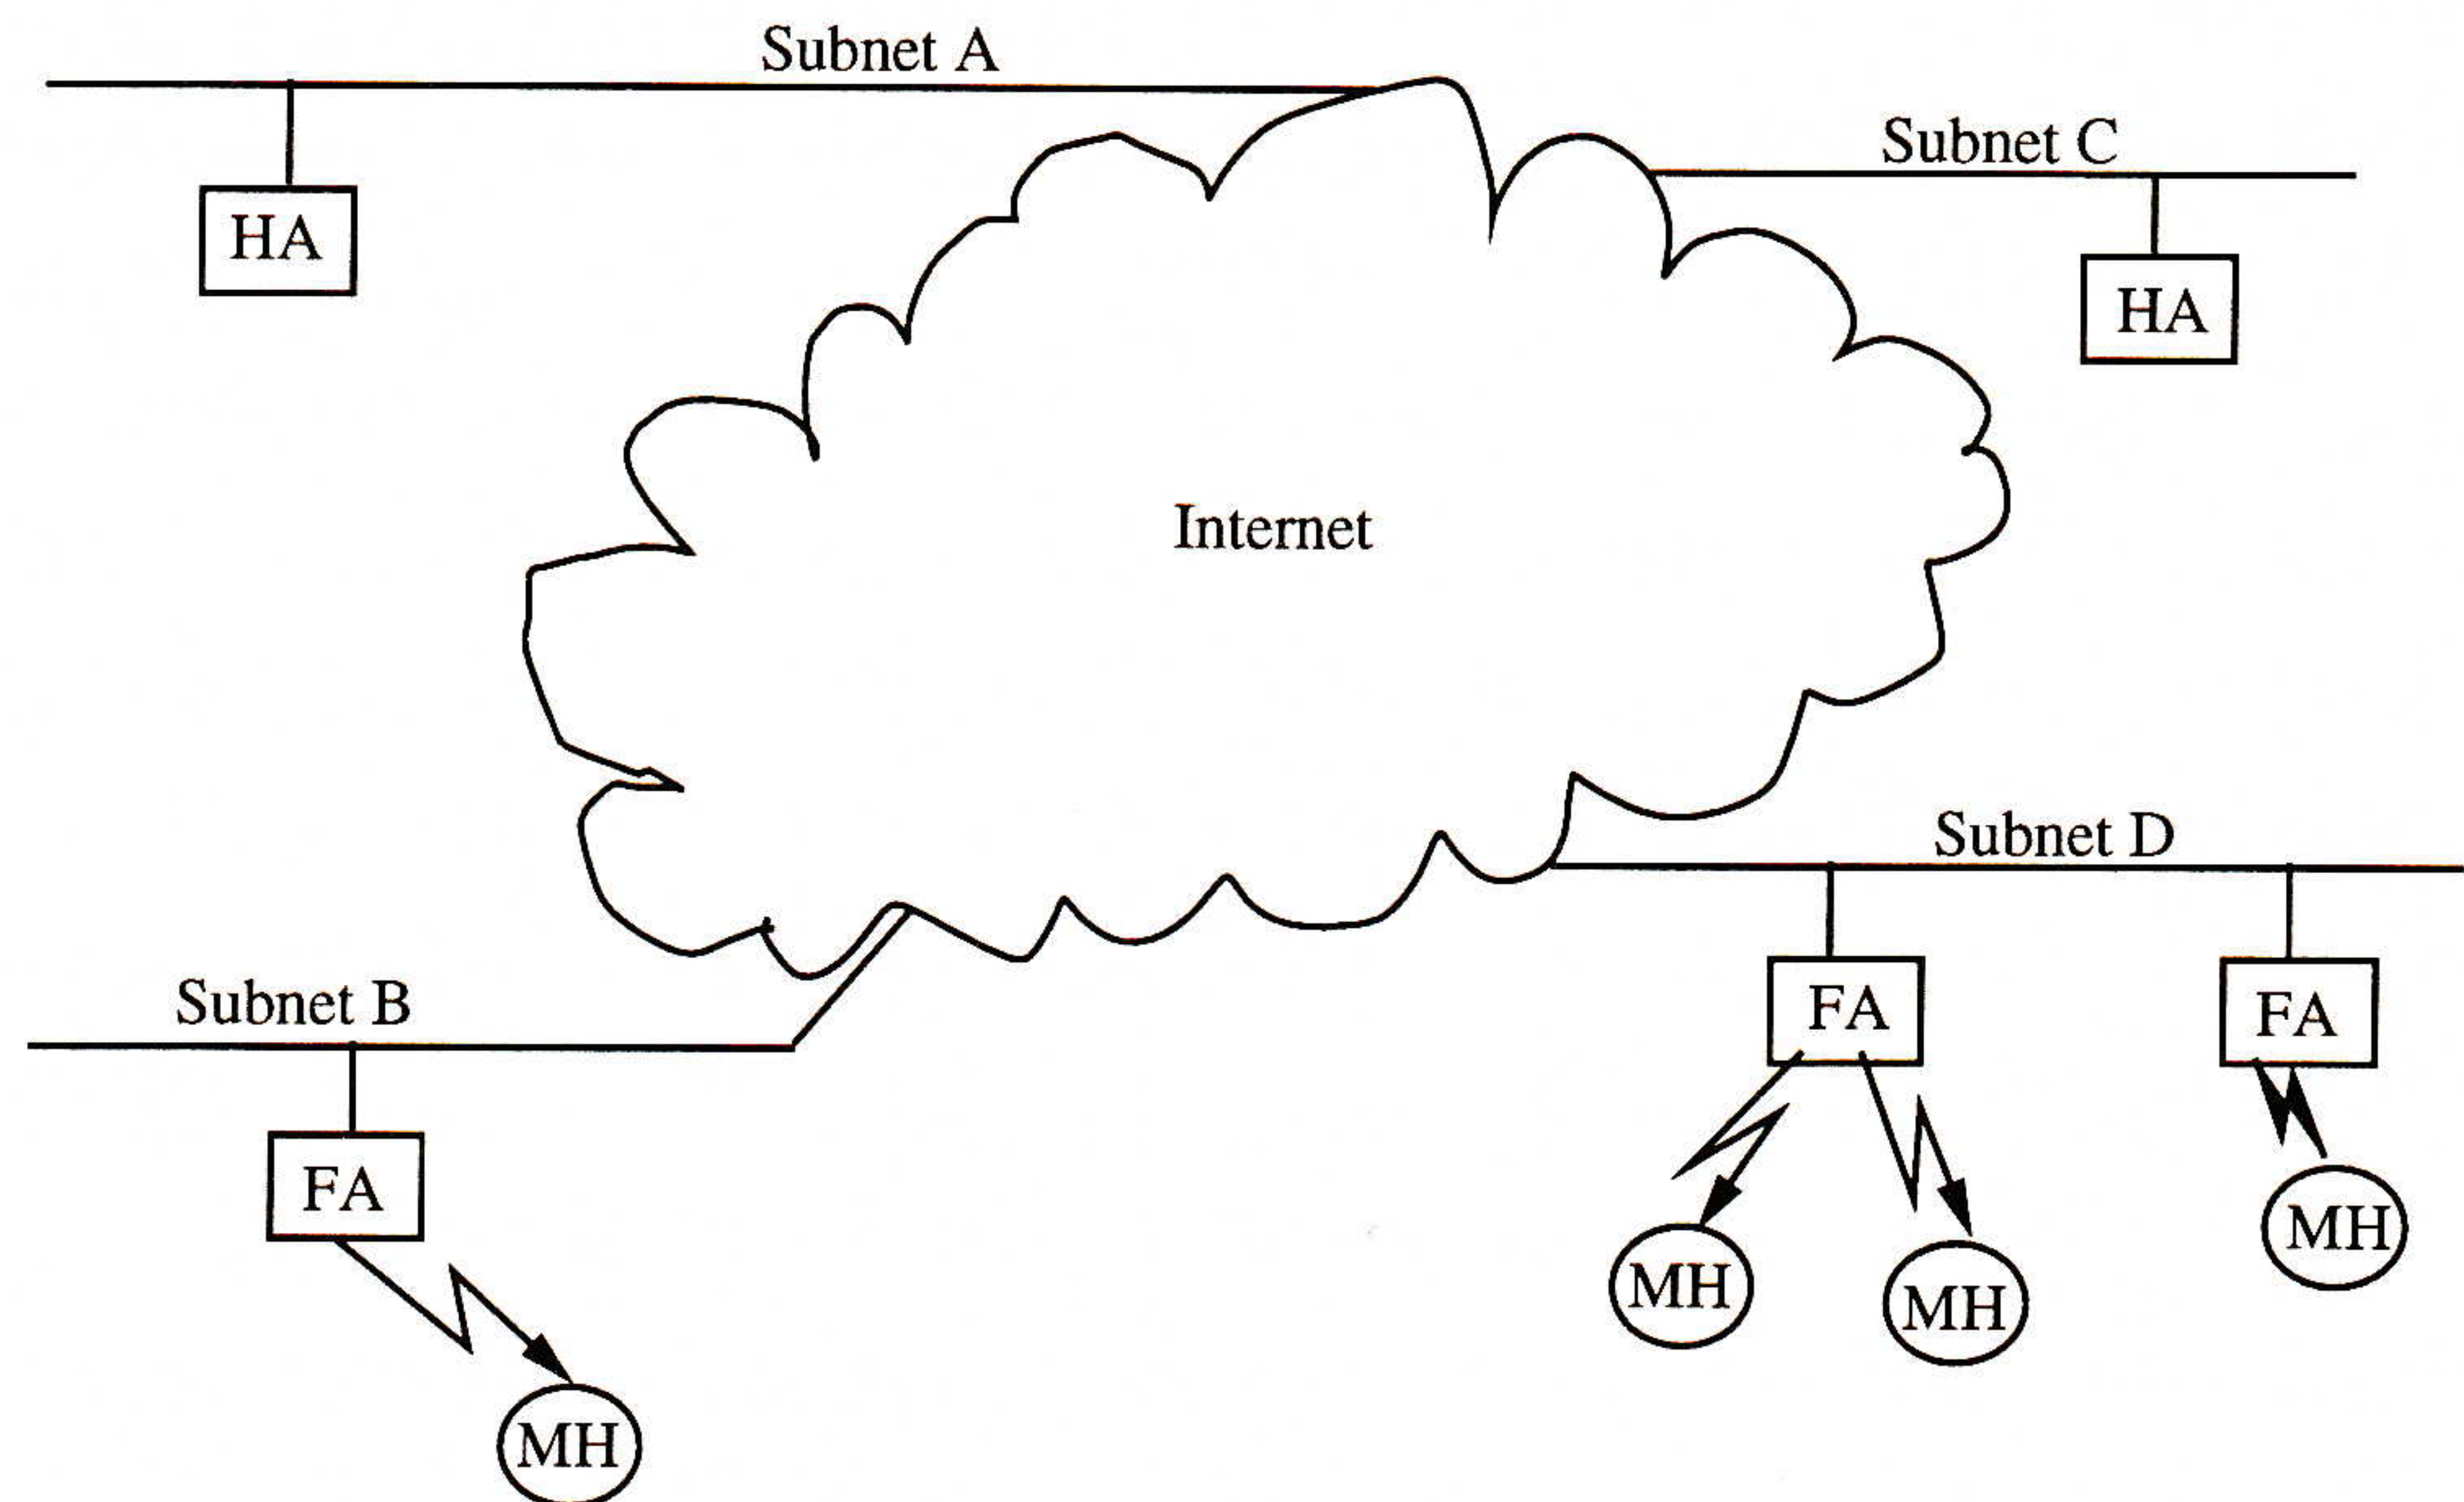 Subnet A
Subnet C
HA
HA
Internet
Subnet D
Subnet B
FA
FA
FA
MH
MH
MH
MH